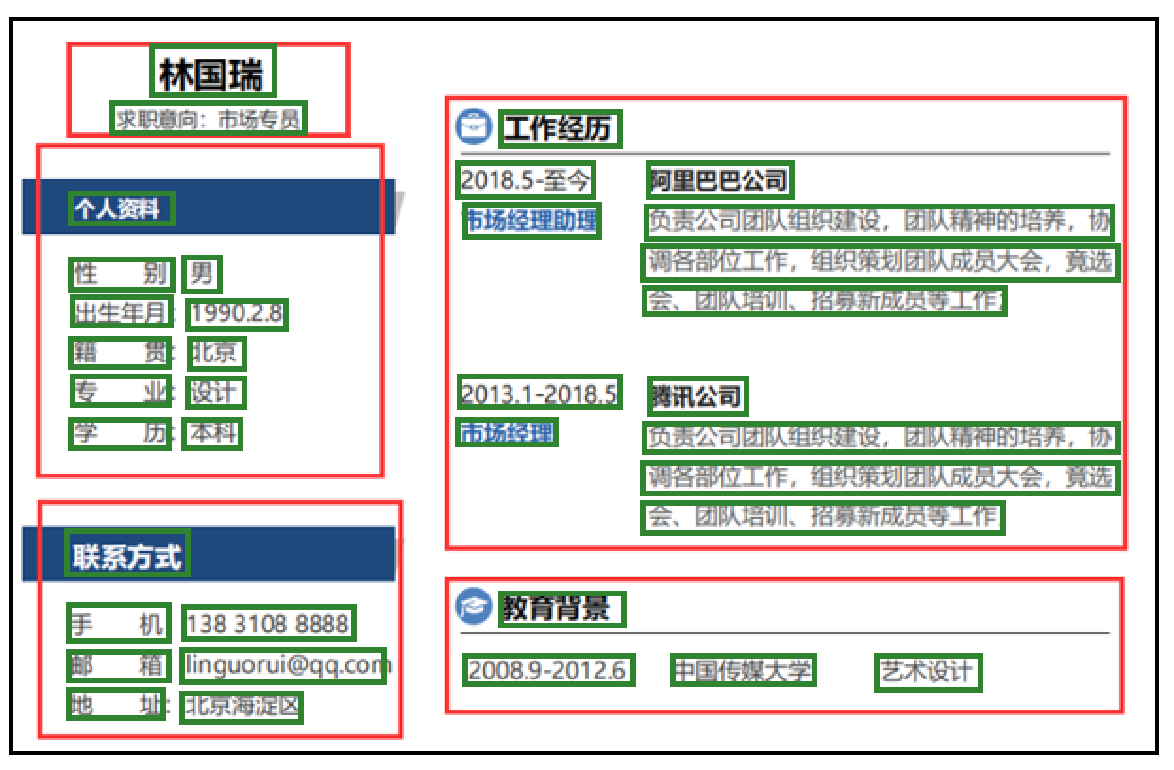 林国瑞
求职意向：市场专员
个人资料
性 别 男
出生年月：1990.2.8
籍 贯：北京
专 业：设计
学 历：本科
联系方式
手 机 138 3108 8888
邮 箱 linguorui@qq.com
地 址：北京海淀区
工作经历
2018.5-至今 阿里巴巴公司
市场经理助理 负责公司团队组织建设，团队精神的培养，协
调各部位工作，组织策划团队成员大会，竟选
会、团队培训、招募新成员等工作；
2013.1-2018.5 腾讯公司
市场经理 负责公司团队组织建设，团队精神的培养，协
调各部位工作，组织策划团队成员大会，竟选
会、团队培训、招募新成员等工作
教育背景
2008.9-2012.6 中国传媒大学 艺术设计